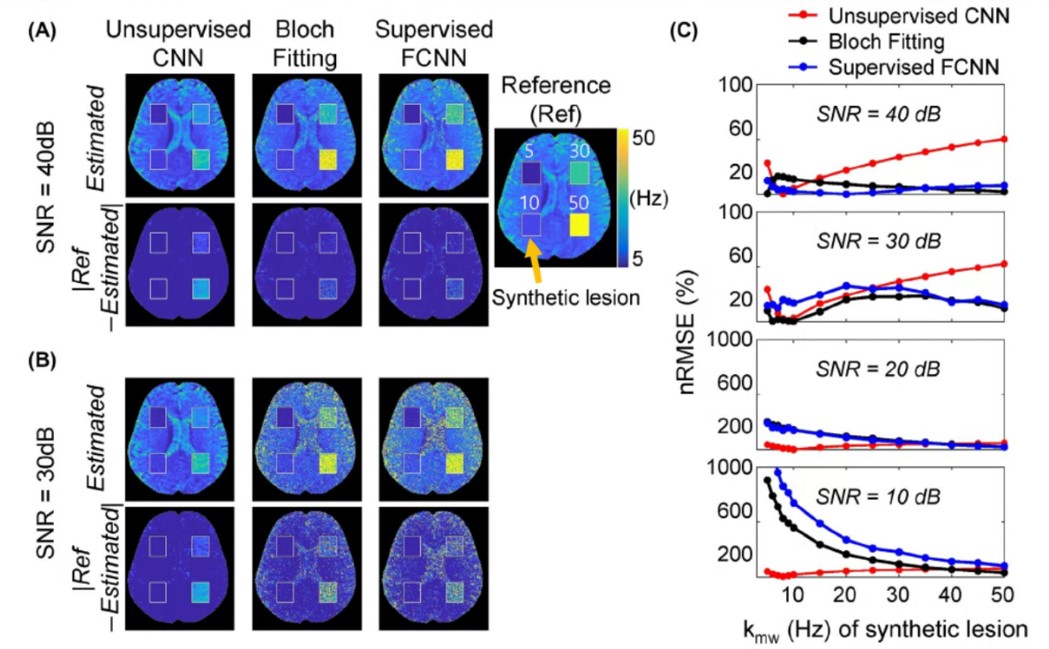 (A)
Unsupervised
CNN
Bloch
Fitting
Supervised
FCNN
SNR = 40dB
Estimated
|Ref
−Estimated|
Reference
(Ref)
5
30
10
50
50
(Hz)
5
Synthetic lesion
(B)
SNR = 30dB
Estimated
|Ref
−Estimated|
(C)
Unsupervised CNN
Bloch Fitting
Supervised FCNN
nRMSE (%)
100
60
20
SNR = 40 dB
100
60
20
SNR = 30 dB
1000
600
200
SNR = 20 dB
1000
600
200
SNR = 10 dB
10 20 30 40 50
kmw (Hz) of synthetic lesion